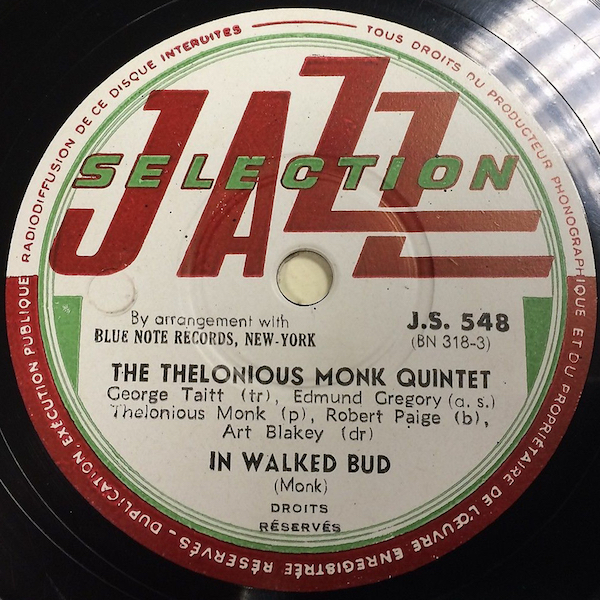 TOUS DROITS DU PRODUCTEUR PHONOGRAPHIQUE ET DU PROPRIÉTAIRE DE L'ŒUVRE ENREGISTRÉE RÉSERVÉS - DUPLICATION, EXÉCUTION PUBLIQUE RADIODIFFUSION DE CE DISQUE INTERDITES
JAZZ
SELECTION
By arrangement with
BLUE NOTE RECORDS, NEW-YORK
J.S. 548
(BN 318-3)
THE THELONIOUS MONK QUINTET
George Taitt (tr), Edmund Gregory (a. s.)
Thelonious Monk (p), Robert Paige (b),
Art Blakey (dr)
IN WALKED BUD
(Monk)
DROITS
RÉSERVÉS